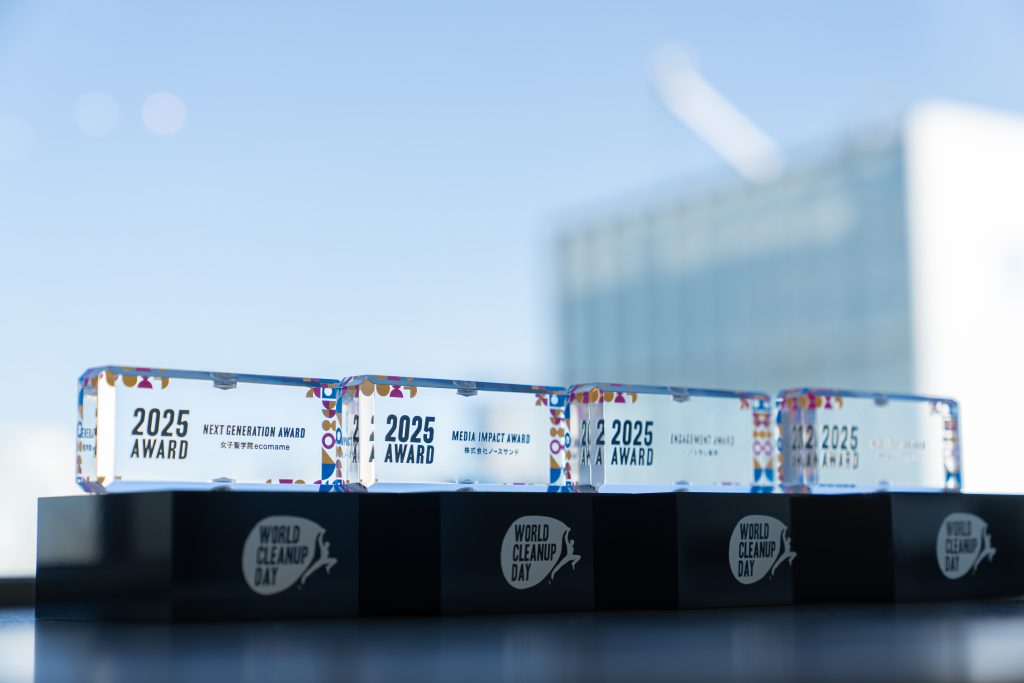 2025
AWARD
NEXT GENERATION AWARD
女子聖学院ecomame
2025
AWARD
MEDIA IMPACT AWARD
株式会社ノースサンド
2025
AWARD
ENGAGEMENT AWARD
2025
AWARD
WORLD
CLEANUP
DAY
WORLD
CLEANUP
DAY
WORLD
CLEANUP
DAY
WORLD
CLEANUP
DAY